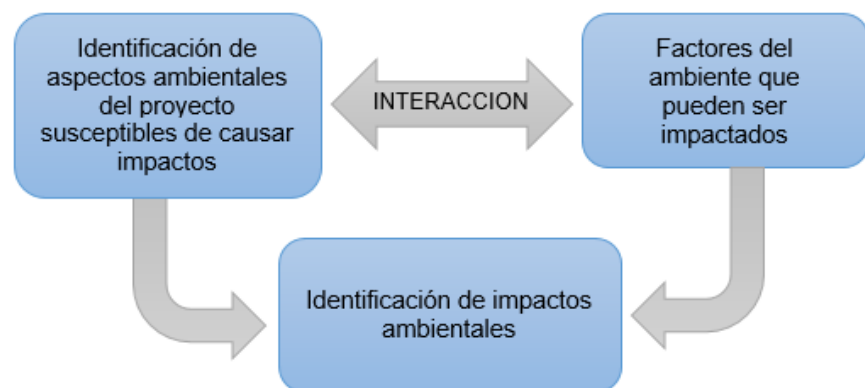 Identificación de
aspectos ambientales
del proyecto
susceptibles de causar
impactos
INTERACCION
Factores del
ambiente que
pueden ser
impactados
Identificación de impactos
ambientales